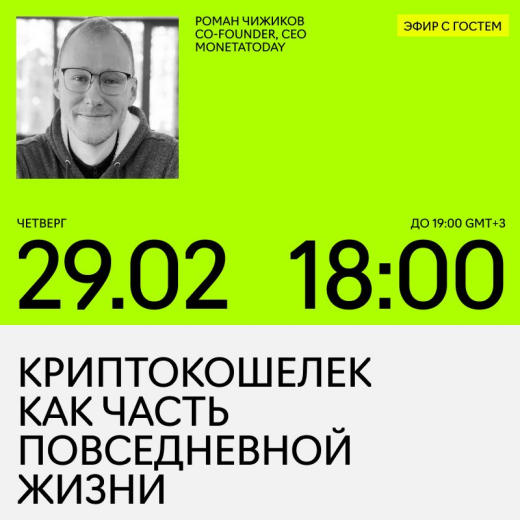 РОМАН ЧИЖИКОВ
CO-FOUNDER, CEO
MONETATODAY
ЭФИР С ГОСТЕМ
ЧЕТВЕРГ
ДО 19:00 GMT+3
29.02
18:00
КРИПТОКОШЕЛЕК
КАК ЧАСТЬ
ПОВСЕДНЕВНОЙ
ЖИЗНИ